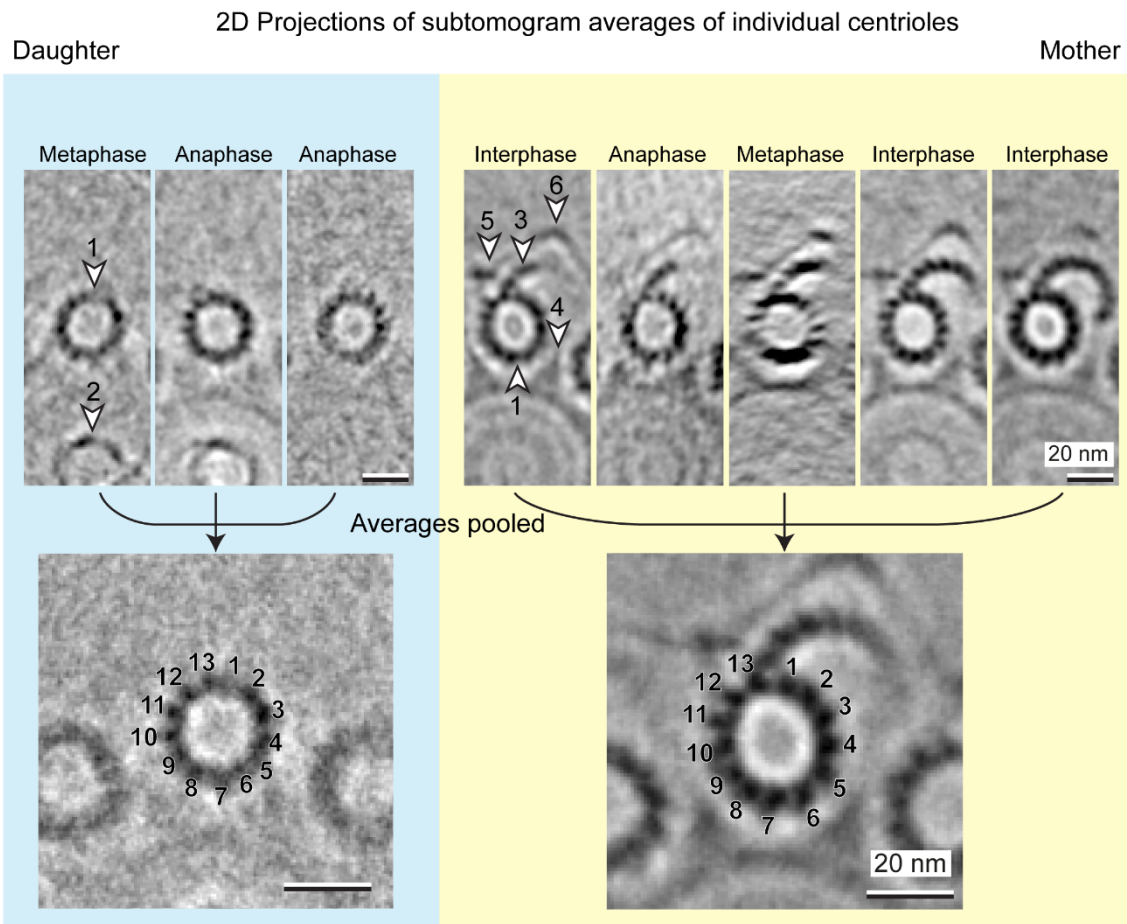 2D Projections of subtomogram averages of individual centrioles
Daughter
Mother
Metaphase
Anaphase
Anaphase
Interphase
Anaphase
Metaphase
Interphase
Interphase
1
2
5
3
6
4
1
20 nm
Averages pooled
13
1
2
3
4
5
6
7
8
9
10
11
12
13
1
2
3
4
5
6
7
8
9
10
11
12
20 nm